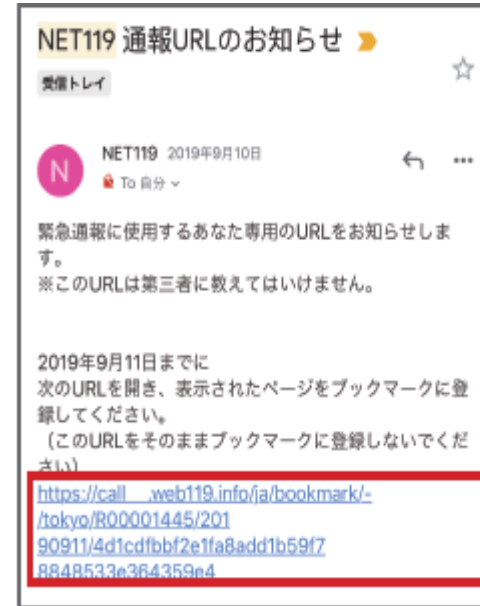 NET119 通報URLのお知らせ
受信トレイ
N
NET119 2019年9月10日
To 自分
緊急通報に使用するあなた専用のURLをお知らせしま
す。
※このURLは第三者に教えてはいけません。
2019年9月11日までに
次のURLを開き、表示されたページをブックマークに登
録してください。
（このURLをそのままブックマークに登録しないでくだ
さい）
https://call .web119.info/ja/bookmark/-
/tokyo/R00001445/201
90911/4d1cdfbbf2e1fa8add1b59f7
8848533e364359e4